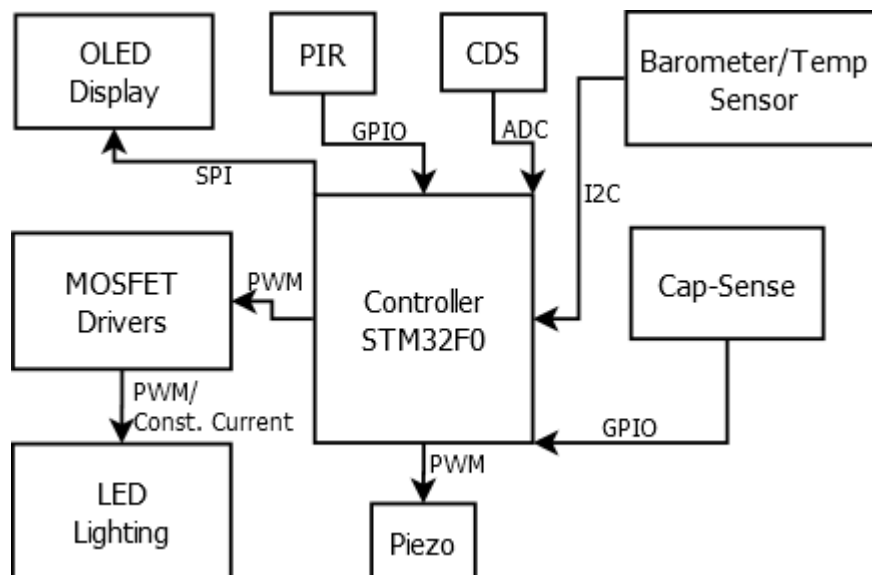 OLED
Display
PIR
CDS
Barometer/Temp
Sensor
GPIO
ADC
SPI
I2C
MOSFET
Drivers
PWM
Controller
STM32F0
Cap-Sense
PWM/
Const. Current
GPIO
PWM
LED
Lighting
Piezo